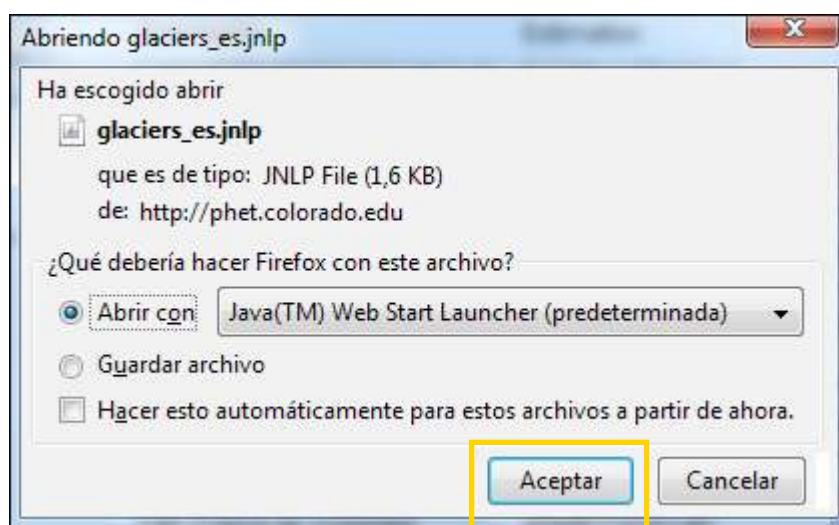 Abriendo glaciers_es.jnlp
Ha escogido abrir
glaciers_es.jnlp
que es de tipo: JNLP File (1,6 KB)
de: http://phet.colorado.edu
¿Qué debería hacer Firefox con este archivo?
Abrir con Java(TM) Web Start Launcher (predeterminada)
Guardar archivo
Hacer esto automáticamente para estos archivos a partir de ahora.
Aceptar Cancelar